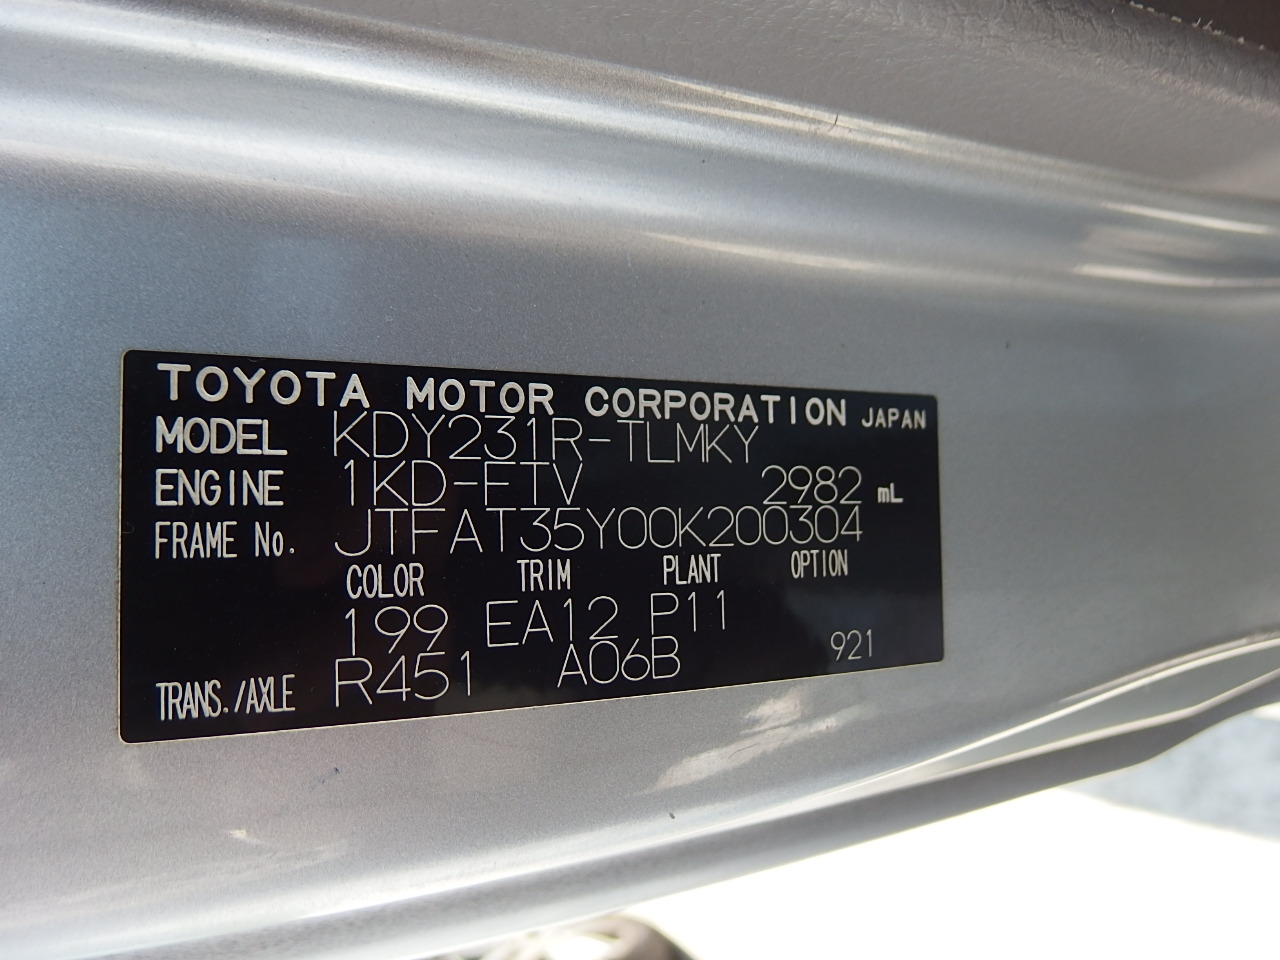 TOYOTA MOTOR CORPORATION JAPAN
MODEL KDY231R-TLMKY
ENGINE 1KD-FTV 2982 mL
FRAME No. JTFAT35Y00K200304
COLOR TRIM PLANT OPTION
199 EA12 P11
TRANS./AXLE R451 A06B 921